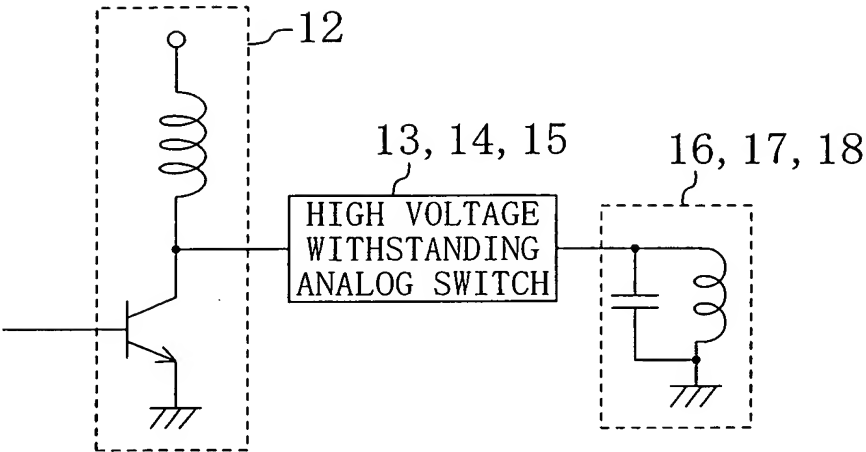 12
13, 14, 15
16, 17, 18
HIGH VOLTAGE
WITHSTANDING
ANALOG SWITCH